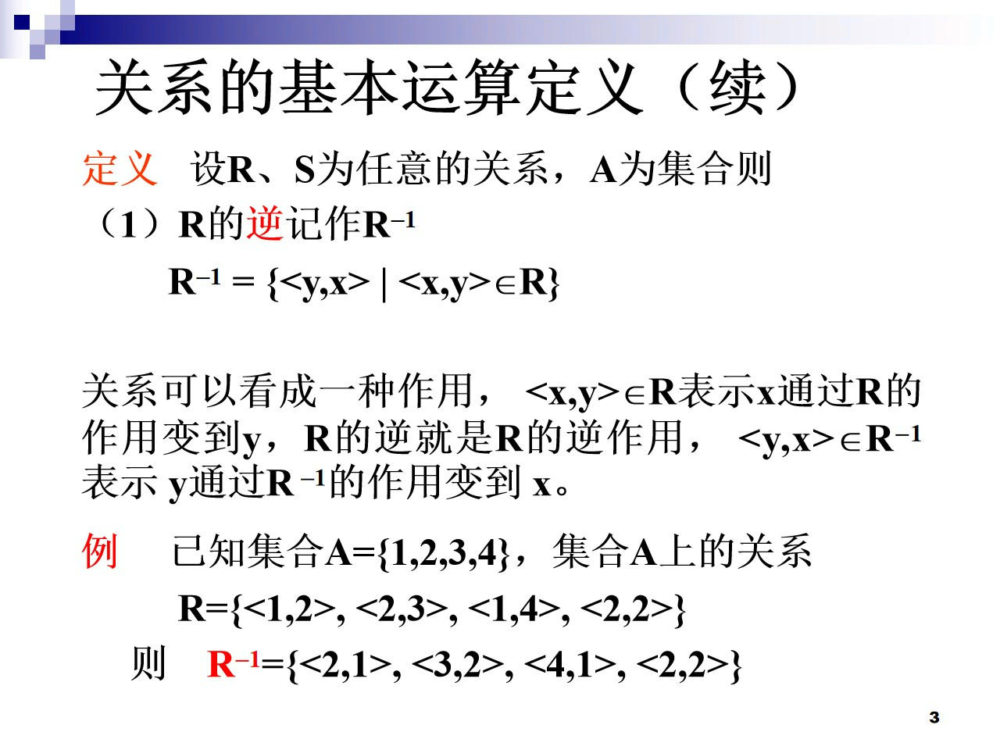 关系的基本运算定义（续）
定义 设R、S为任意的关系，A为集合则
（1）R的逆记作R⁻¹
R⁻¹ = {<y,x> | <x,y>∈R}
关系可以看成一种作用， <x,y>∈R表示x通过R的
作用变到y，R的逆就是R的逆作用， <y,x>∈R⁻¹
表示 y通过R ⁻¹的作用变到 x。
例 已知集合A={1,2,3,4}，集合A上的关系
R={<1,2>, <2,3>, <1,4>, <2,2>}
则 R⁻¹={<2,1>, <3,2>, <4,1>, <2,2>}
3